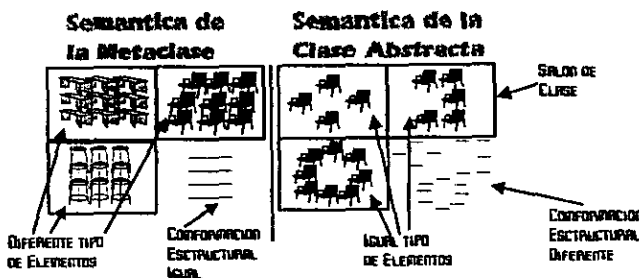 Semantica de
la Metaclase
Semantica de la
Clase Abstracta
SALON DE
CLASE
DIFERENTE TIPO
DE ELEMENTOS
CONFORMACION
ESCTRUCTURAL
IGUAL
IGUAL TIPO
DE ELEMENTOS
CONFORMACION
ESCTRUCTURAL
DIFERENTE